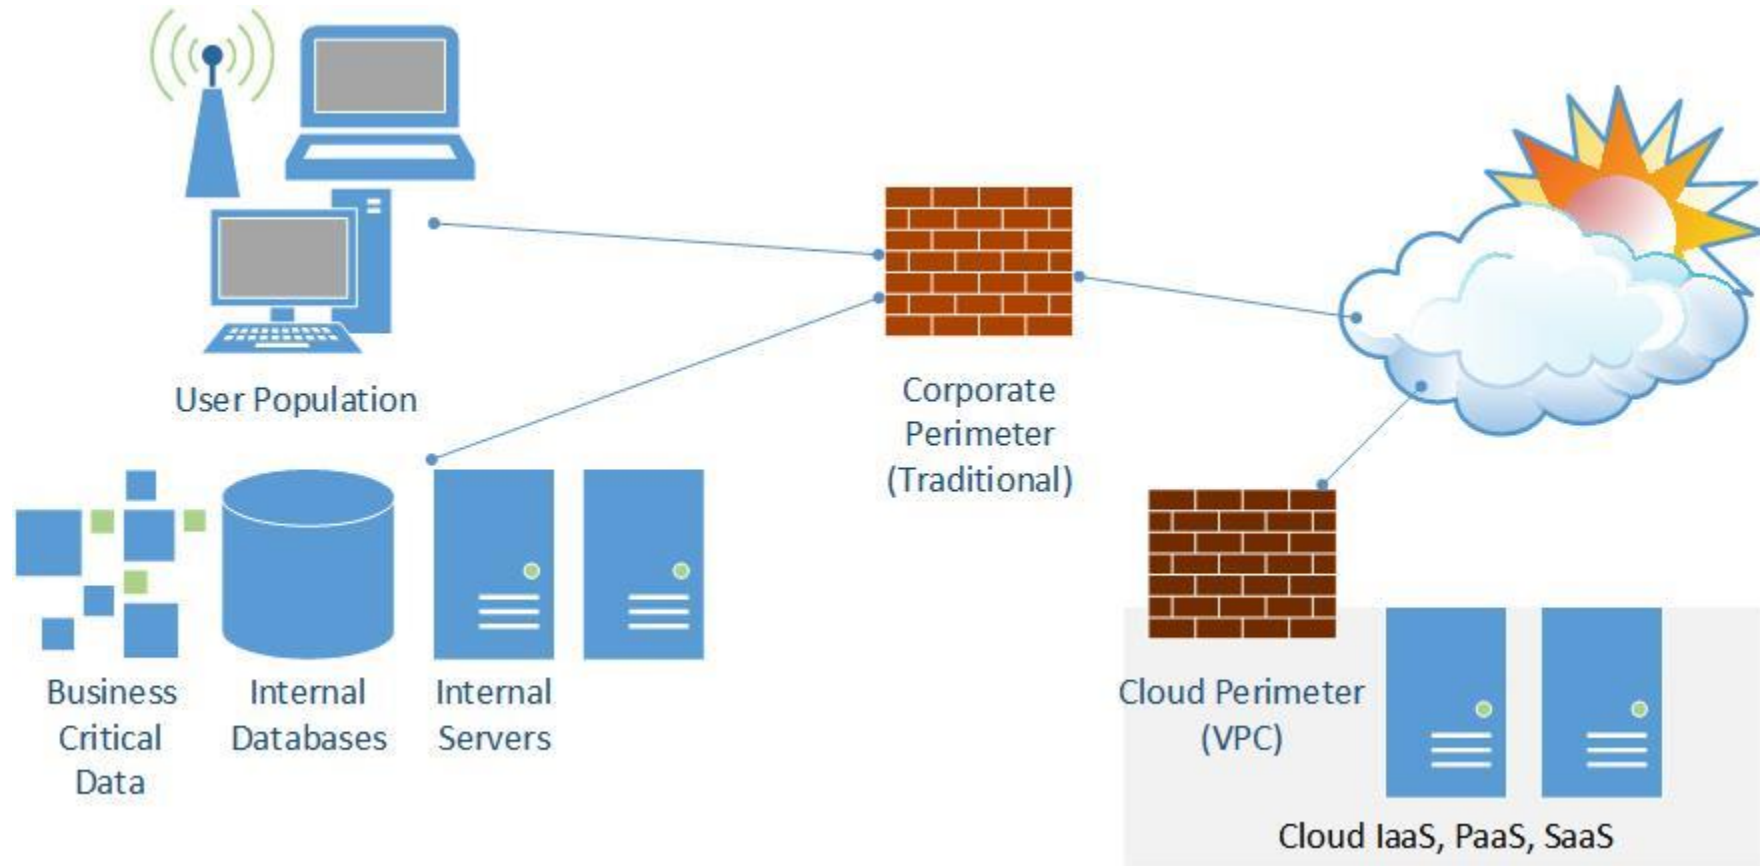 User Population
Corporate
Perimeter
(Traditional)
Business
Critical
Data
Internal
Databases
Internal
Servers
Cloud Perimeter
(VPC)
Cloud IaaS, PaaS, SaaS